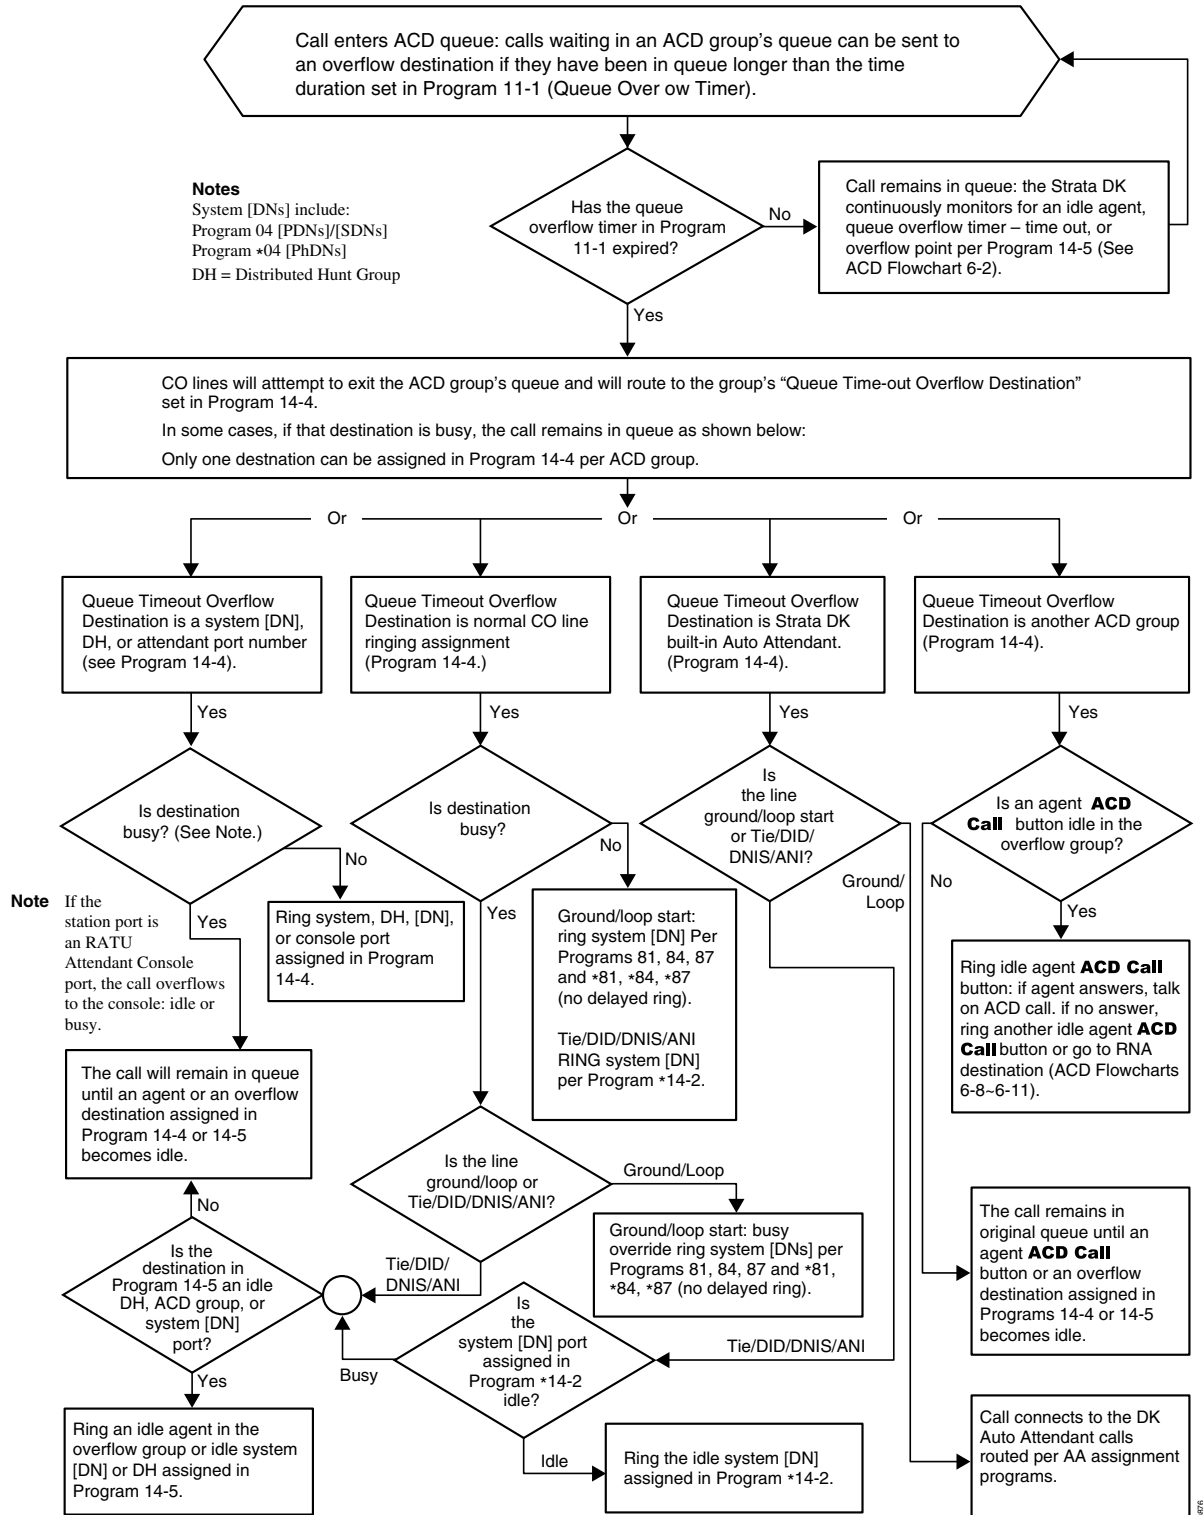 Call enters ACD queue: calls waiting in an ACD group's queue can be sent to
an overflow destination if they have been in queue longer than the time
duration set in Program 11-1 (Queue Over ow Timer).
Notes
System [DNs] include:
Program 04 [PDNs]/[SDNs]
Program *04 [PhDNs]
DH = Distributed Hunt Group
Has the queue
overflow timer in Program
11-1 expired?
No
Call remains in queue: the Strata DK
continuously monitors for an idle agent,
queue overflow timer – time out, or
overflow point per Program 14-5 (See
ACD Flowchart 6-2).
Yes
CO lines will atttempt to exit the ACD group's queue and will route to the group's “Queue Time-out Overflow Destination”
set in Program 14-4.
In some cases, if that destination is busy, the call remains in queue as shown below:
Only one destnation can be assigned in Program 14-4 per ACD group.
Or
Or
Or
Queue Timeout Overflow
Destination is a system [DN],
DH, or attendant port number
(see Program 14-4).
Queue Timeout Overflow
Destination is normal CO line
ringing assignment
(Program 14-4.)
Queue Timeout Overflow
Destination is Strata DK
built-in Auto Attendant.
(Program 14-4).
Queue Timeout Overflow
Destination is another ACD group
(Program 14-4).
Yes
Yes
Yes
Yes
Is destination
busy? (See Note.)
Is destination
busy?
Is
the line
ground/loop start
or Tie/DID/
DNIS/ANI?
Is an agent ACD
Call button idle in the
overflow group?
No
No
Ground/
Loop
No
Note If the
station port is
an RATU
Attendant Console
port, the call overflows
to the console: idle or
busy.
Yes
Ring system, DH, [DN],
or console port
assigned in Program
14-4.
Yes
Ground/loop start:
ring system [DN] Per
Programs 81, 84, 87
and *81, *84, *87
(no delayed ring).
Tie/DID/DNIS/ANI
RING system [DN]
per Program *14-2.
Yes
Ring idle agent ACD Call
button: if agent answers, talk
on ACD call. if no answer,
ring another idle agent ACD
Call button or go to RNA
destination (ACD Flowcharts
6-8~6-11).
The call will remain in queue
until an agent or an overflow
destination assigned in
Program 14-4 or 14-5
becomes idle.
Is the line
ground/loop or
Tie/DID/DNIS/ANI?
Ground/Loop
Ground/loop start: busy
override ring system [DNs] per
Programs 81, 84, 87 and *81,
*84, *87 (no delayed ring).
The call remains in
original queue until an
agent ACD Call
button or an overflow
destination assigned in
Programs 14-4 or 14-5
becomes idle.
No
Is the
destination in
Program 14-5 an idle
DH, ACD group, or
system [DN]
port?
Tie/DID/
DNIS/ANI
Is
the
system [DN] port
assigned in
Program *14-2
idle?
Tie/DID/DNIS/ANI
Busy
Yes
Ring an idle agent in the
overflow group or idle system
[DN] or DH assigned in
Program 14-5.
Idle
Ring the idle system [DN]
assigned in Program *14-2.
Call connects to the DK
Auto Attendant calls
routed per AA assignment
programs.